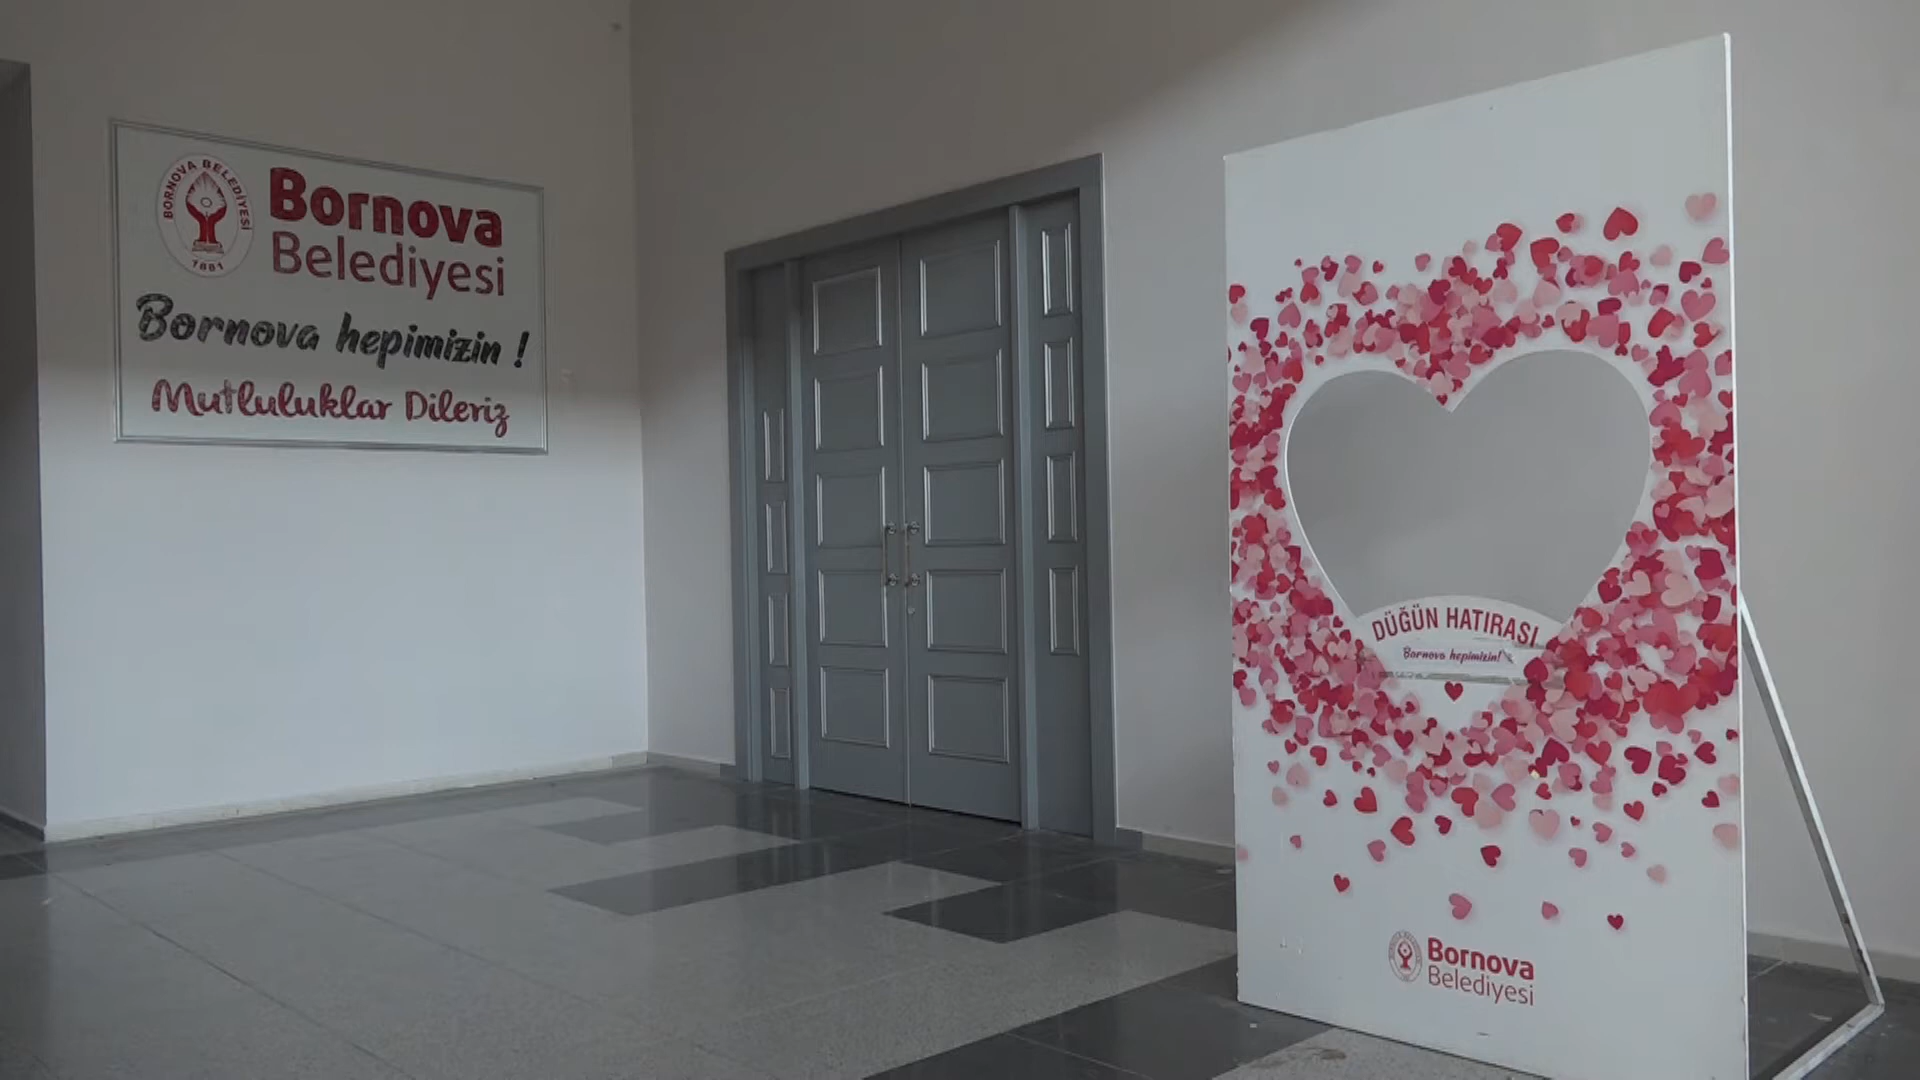 BORNOVA BELEDİYESİ
1881
Bornova
Belediyesi
Bornova hepimizin !
Mutluluklar Dileriz
DÜĞÜN HATIRASI
Bornova hepimizin!
Bornova
Belediyesi